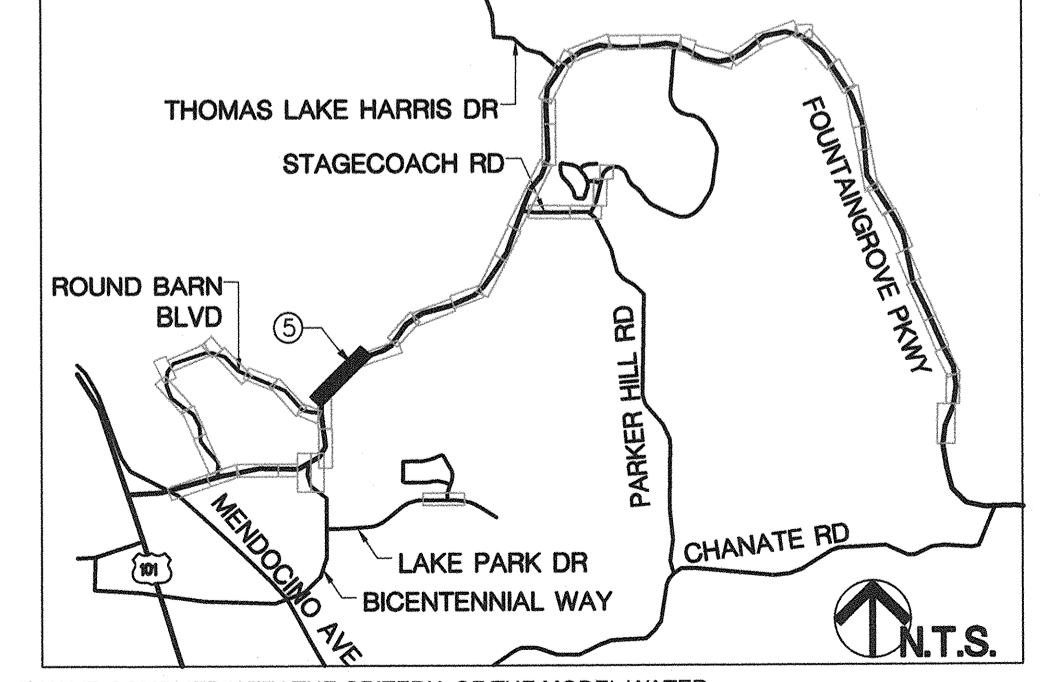 THOMAS LAKE HARRIS DR
STAGECOACH RD
FOUNTAINGROVE PKWY
ROUND BARN
BLVD
5
PARKER HILL RD
MENDOCINO AVE
101
LAKE PARK DR
BICENTENNIAL WAY
CHANATE RD
N.T.S.